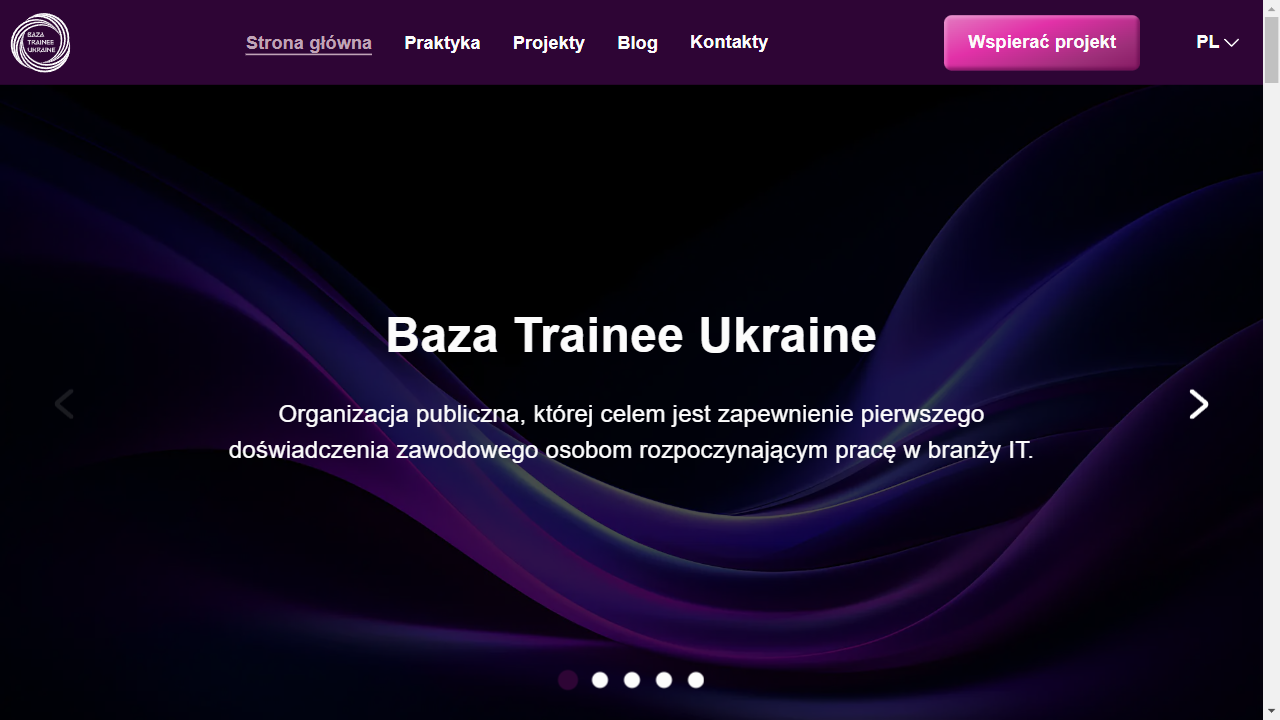 BAZA
TRAINEE
UKRAINE
Strona główna
Praktyka
Projekty
Blog
Kontakty
Wspierać projekt
PL
Baza Trainee Ukraine
Organizacja publiczna, której celem jest zapewnienie pierwszego
doświadczenia zawodowego osobom rozpoczynającym pracę w branży IT.